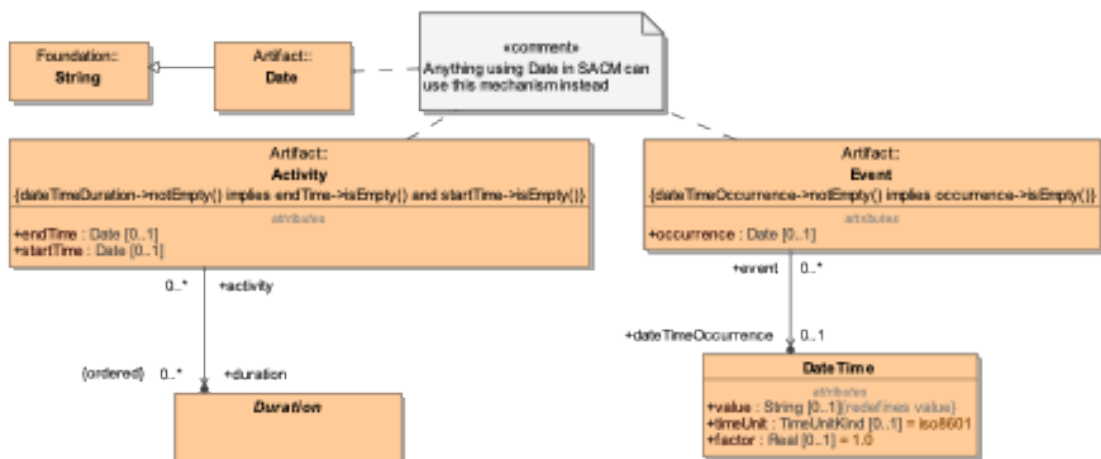 Foundation::
String
Artifact::
Date
«comment»
Anything using Date in SACM can
use this mechanism instead
Artifact::
Activity
{dateTimeDuration->notEmpty() implies endTime->isEmpty() and startTime->isEmpty()}
attributes
+endTime : Date [0..1]
+startTime : Date [0..1]
Artifact::
Event
{dateTimeOccurrence->notEmpty() implies occurrence->isEmpty()}
attributes
+occurrence : Date [0..1]
0..* +activity
+event 0..*
+dateTimeOccurrence 0..1
{ordered} 0..* +duration
Duration
DateTime
attributes
+value : String [0..1]{redefines value}
+timeUnit : TimeUnitKind [0..1] = iso8601
+factor : Real [0..1] = 1.0